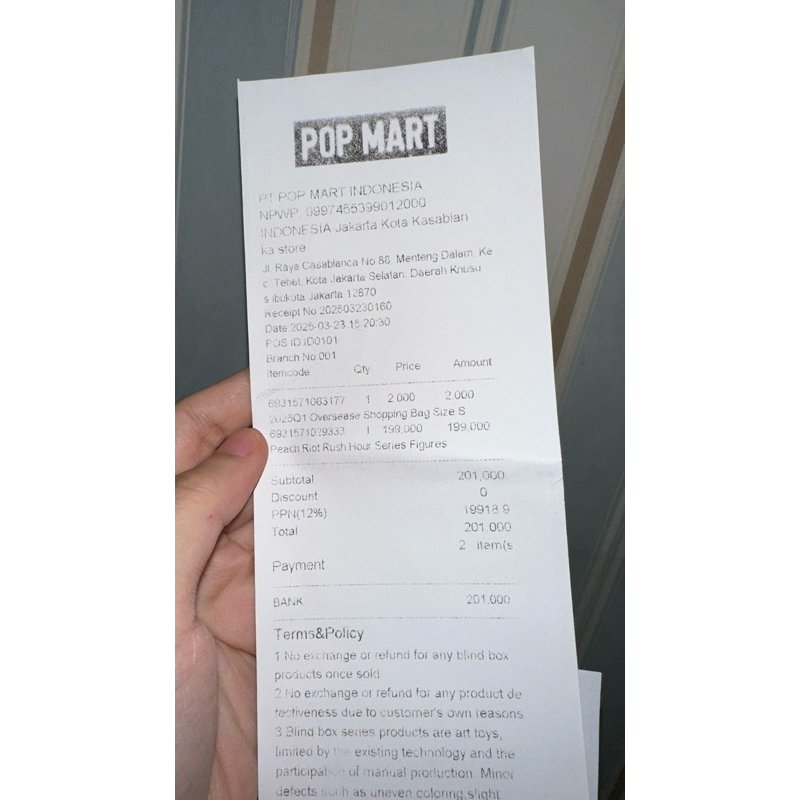 POP MART
PT POP MART INDONESIA
NPWP: 0997465399012000
INDONESIA Jakarta Kota Kasablan
ka store
Jl. Raya Casablanca No.88, Menteng Dalam, Ke
c. Tebet, Kota Jakarta Selatan, Daerah Khusu
s Ibukota Jakarta 12870
Receipt No:202503230160
Date:2025-03-23 15:20:30
POS ID:ID0101
Branch No:001
Itemcode Qty Price Amount
6931571063177 1 2.000 2.000
2025Q1 Oversease Shopping Bag Size S
6931571029333 1 199,000 199,000
Peach Riot Rush Hour Series Figures
Subtotal 201,000
Discount 0
PPN(12%) 19918.9
Total 201,000
2 item(s
Payment
BANK 201,000
Terms&Policy
1.No exchange or refund for any blind box
products once sold
2.No exchange or refund for any product de
fectiveness due to customer's own reasons
3.Blind box series products are art toys,
limited by the existing technology and the
participation of manual production. Minor
defects such as uneven coloring,slight